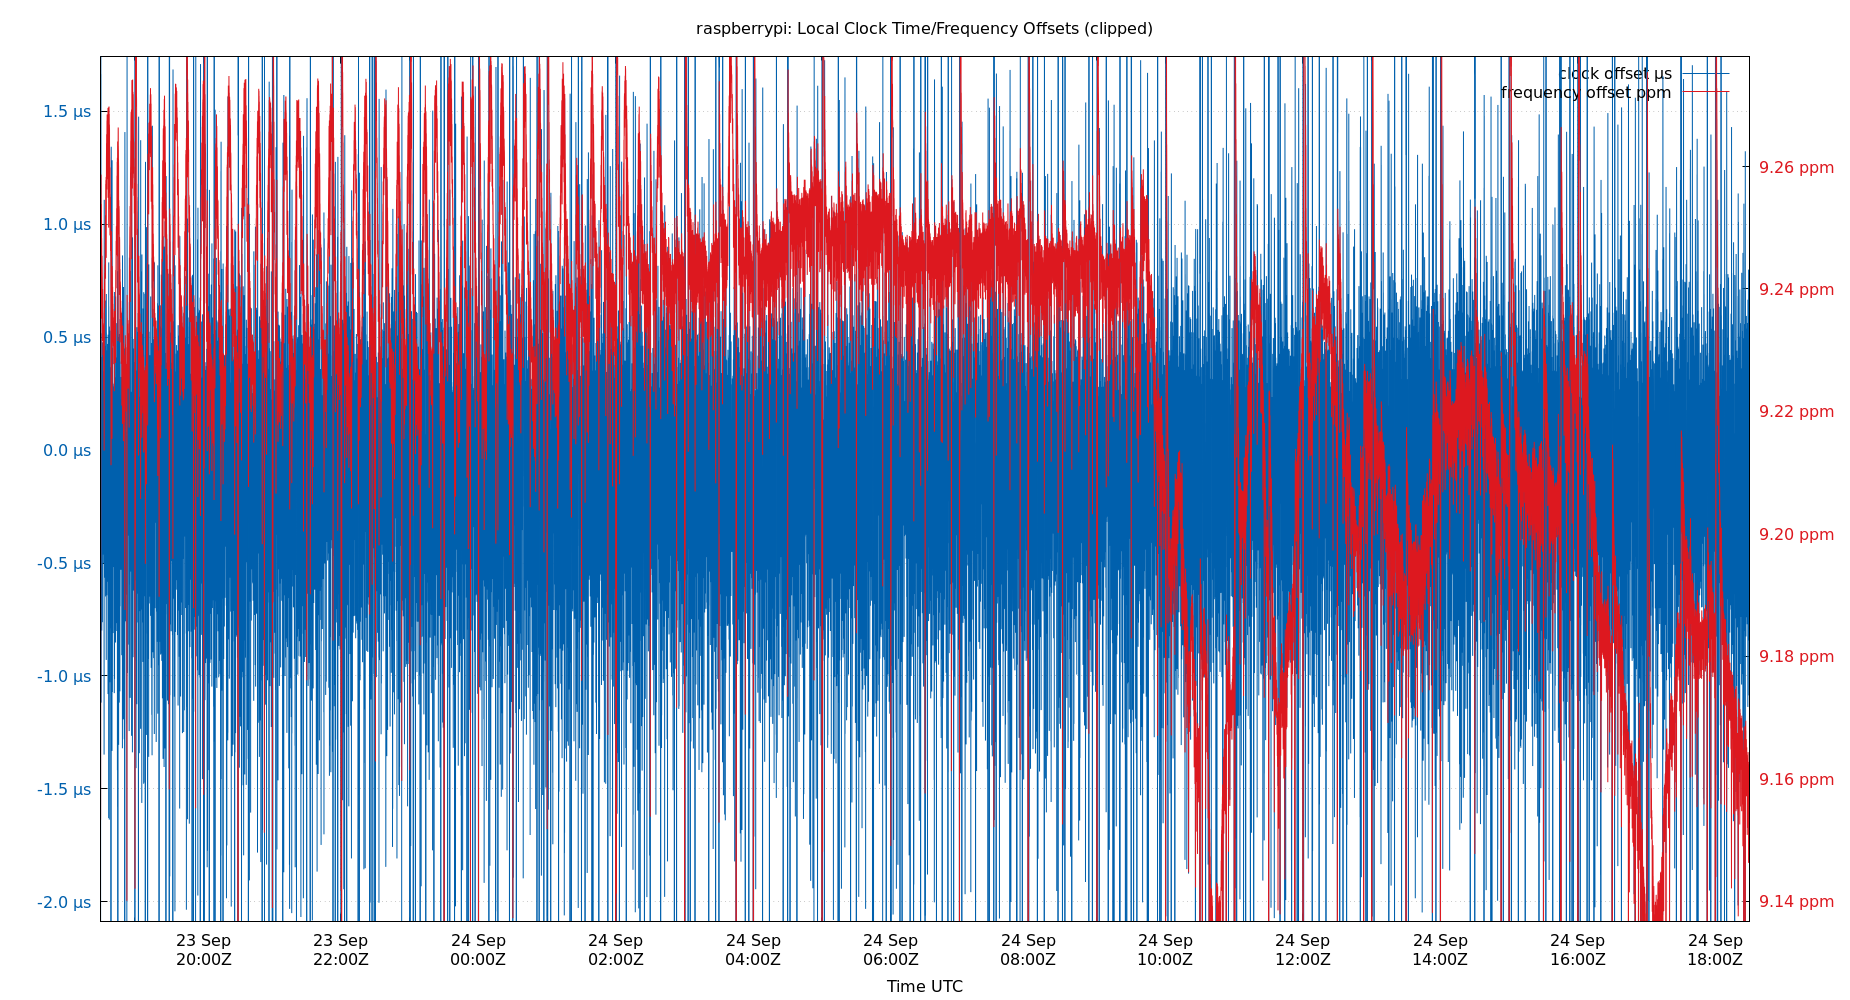 raspberrypi: Local Clock Time/Frequency Offsets (clipped)
clock offset µs
frequency offset ppm
1.5 µs
1.0 µs
0.5 µs
0.0 µs
-0.5 µs
-1.0 µs
-1.5 µs
-2.0 µs
9.26 ppm
9.24 ppm
9.22 ppm
9.20 ppm
9.18 ppm
9.16 ppm
9.14 ppm
23 Sep 23 Sep 24 Sep 24 Sep 24 Sep 24 Sep 24 Sep 24 Sep 24 Sep 24 Sep 24 Sep 24 Sep
20:00Z 22:00Z 00:00Z 02:00Z 04:00Z 06:00Z 08:00Z 10:00Z 12:00Z 14:00Z 16:00Z 18:00Z
Time UTC